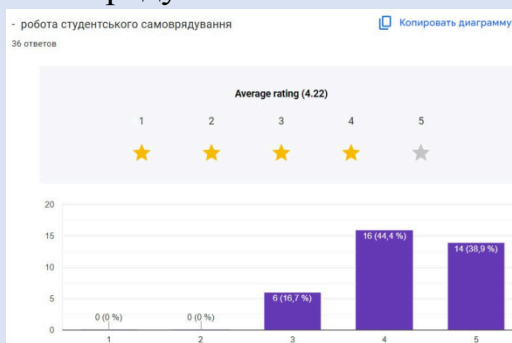 - робота студентського самоврядування
Копировать диаграмму
36 ответов
Average rating (4.22)
1 2 3 4 5
20
15
10
5
0
0 (0 %) 0 (0 %) 6 (16,7 %) 16 (44,4 %) 14 (38,9 %)
1 2 3 4 5